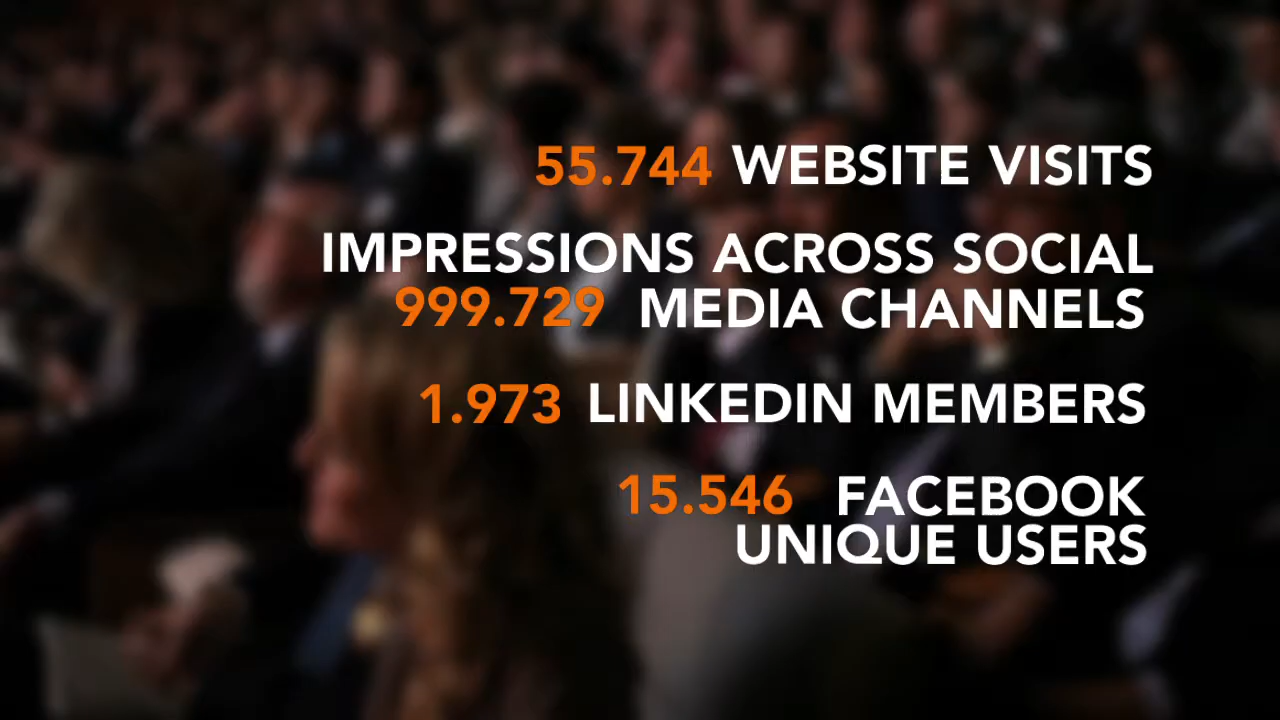 55.744 WEBSITE VISITS
IMPRESSIONS ACROSS SOCIAL
999.729 MEDIA CHANNELS
1.973 LINKEDIN MEMBERS
15.546 FACEBOOK
UNIQUE USERS